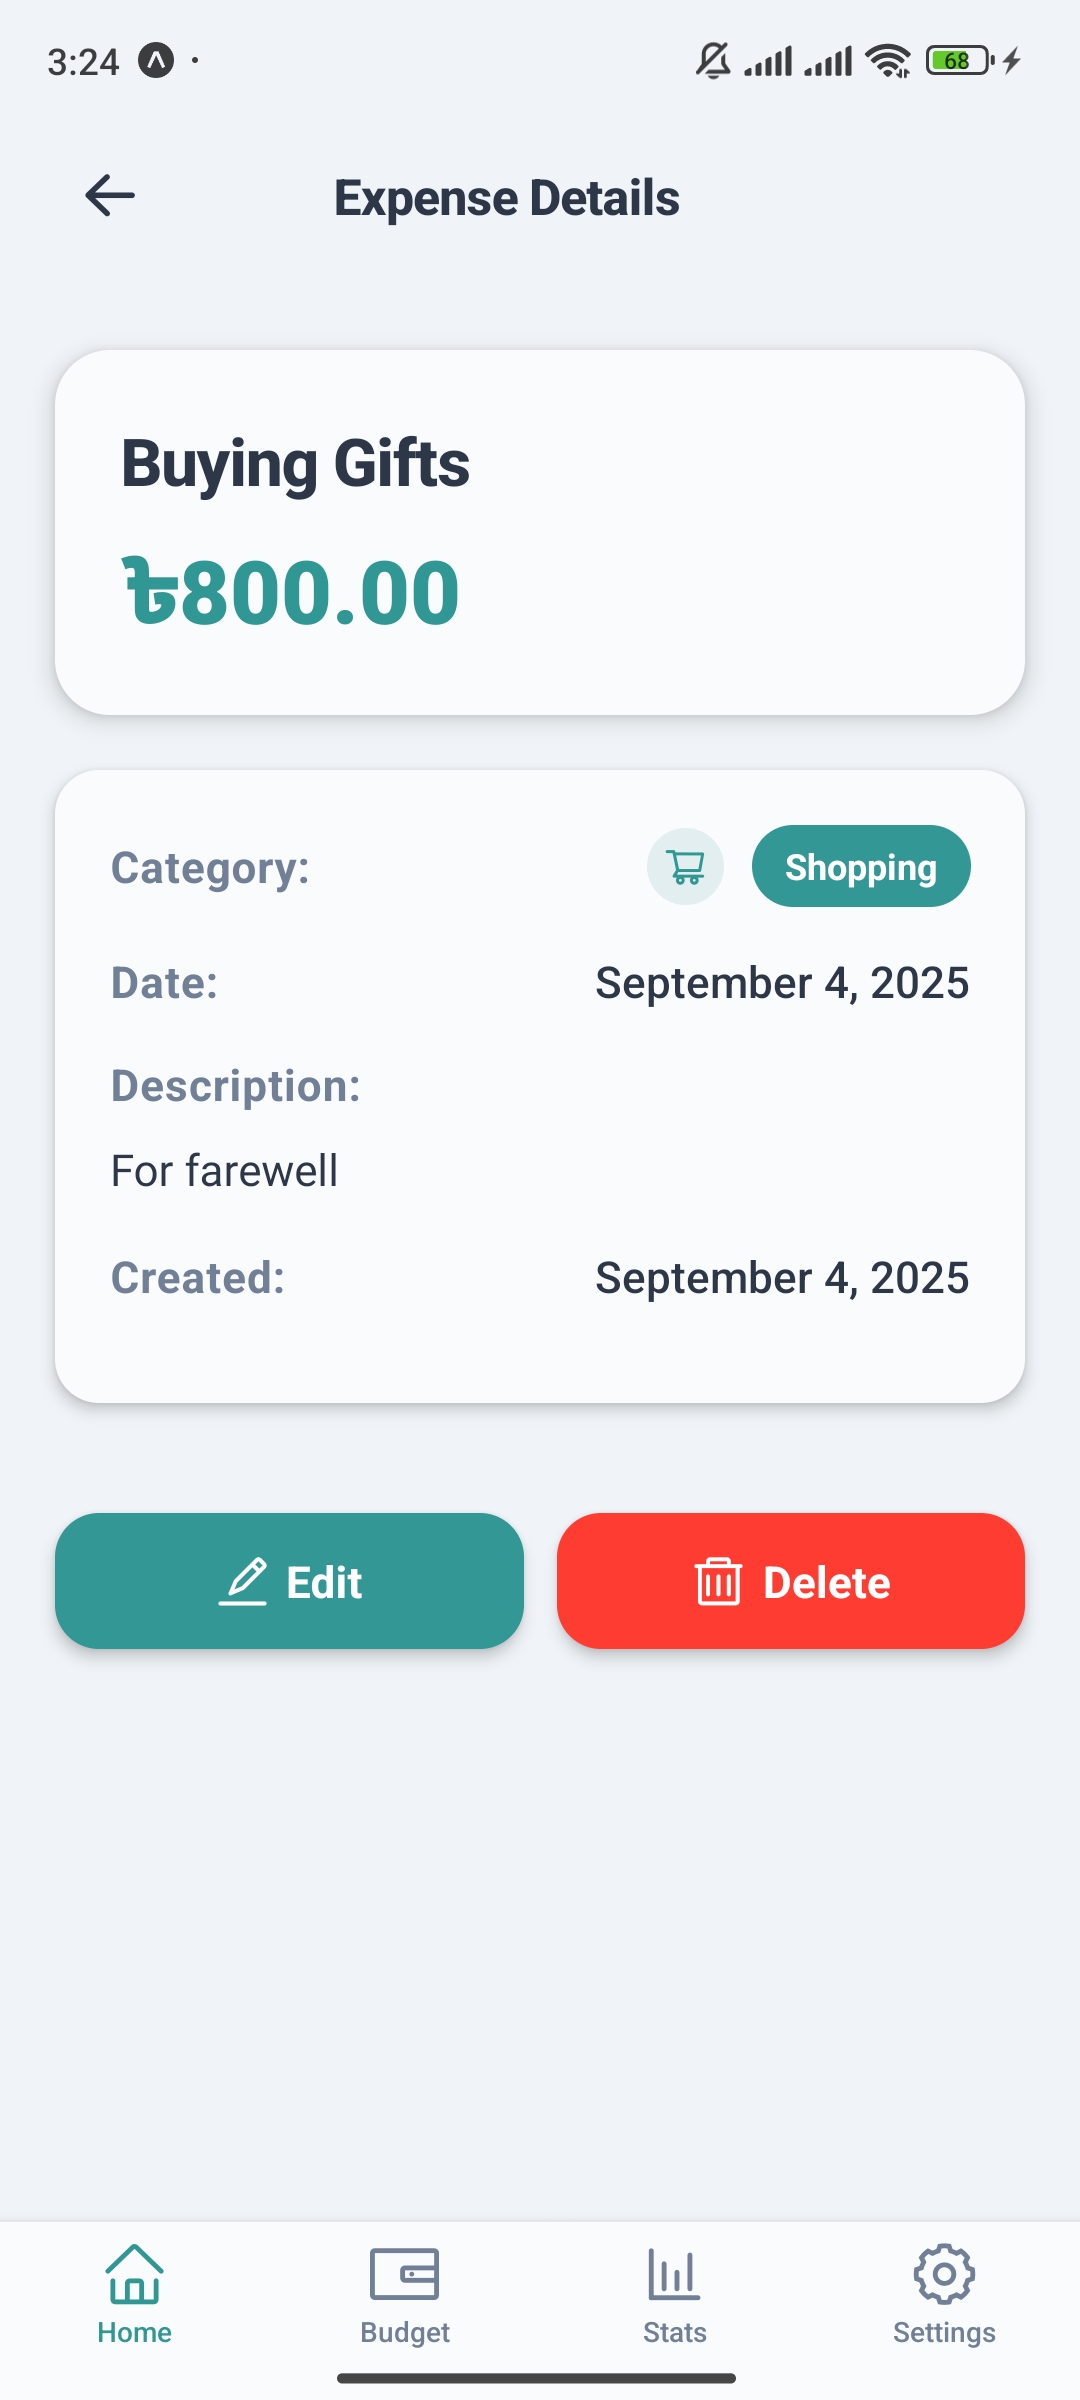 3:24
68
Expense Details
Buying Gifts
৳800.00
Category: Shopping
Date: September 4, 2025
Description:
For farewell
Created: September 4, 2025
Edit Delete
Home Budget Stats Settings